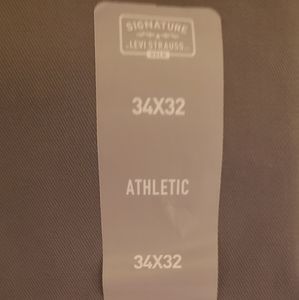 SIGNATURE
LEVI STRAUSS
GOLD
34X32
ATHLETIC
34X32